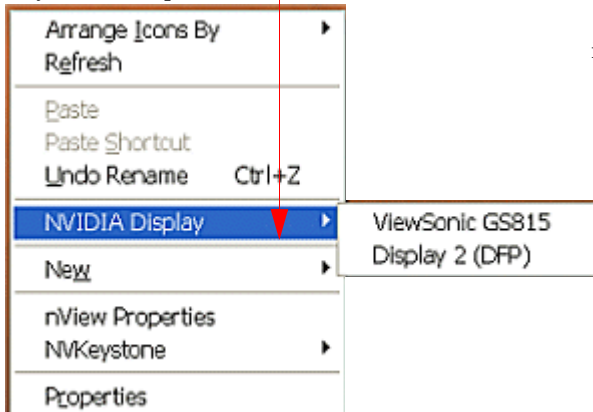 Arrange Icons By
Refresh
Paste
Paste Shortcut
Undo Rename Ctrl+Z
NVIDIA Display
ViewSonic GS815
Display 2 (DFP)
New
nView Properties
NVKeystone
Properties